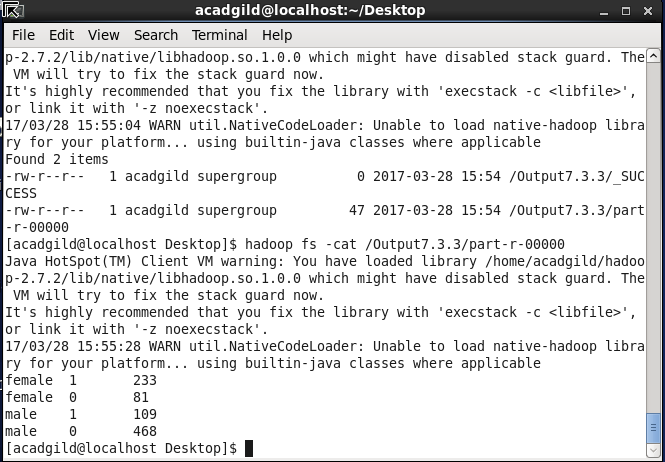 acadgild@localhost:~/Desktop
File Edit View Search Terminal Help
p-2.7.2/lib/native/libhadoop.so.1.0.0 which might have disabled stack guard. The
 VM will try to fix the stack guard now.
It's highly recommended that you fix the library with 'execstack -c <libfile>',
or link it with '-z noexecstack'.
17/03/28 15:55:04 WARN util.NativeCodeLoader: Unable to load native-hadoop libra
ry for your platform... using builtin-java classes where applicable
Found 2 items
-rw-r--r--   1 acadgild supergroup          0 2017-03-28 15:54 /Output7.3.3/_SUC
CESS
-rw-r--r--   1 acadgild supergroup         47 2017-03-28 15:54 /Output7.3.3/part
-r-00000
[acadgild@localhost Desktop]$ hadoop fs -cat /Output7.3.3/part-r-00000
Java HotSpot(TM) Client VM warning: You have loaded library /home/acadgild/hadoo
p-2.7.2/lib/native/libhadoop.so.1.0.0 which might have disabled stack guard. The
 VM will try to fix the stack guard now.
It's highly recommended that you fix the library with 'execstack -c <libfile>',
or link it with '-z noexecstack'.
17/03/28 15:55:28 WARN util.NativeCodeLoader: Unable to load native-hadoop libra
ry for your platform... using builtin-java classes where applicable
female  1       233
female  0       81
male    1       109
male    0       468
[acadgild@localhost Desktop]$